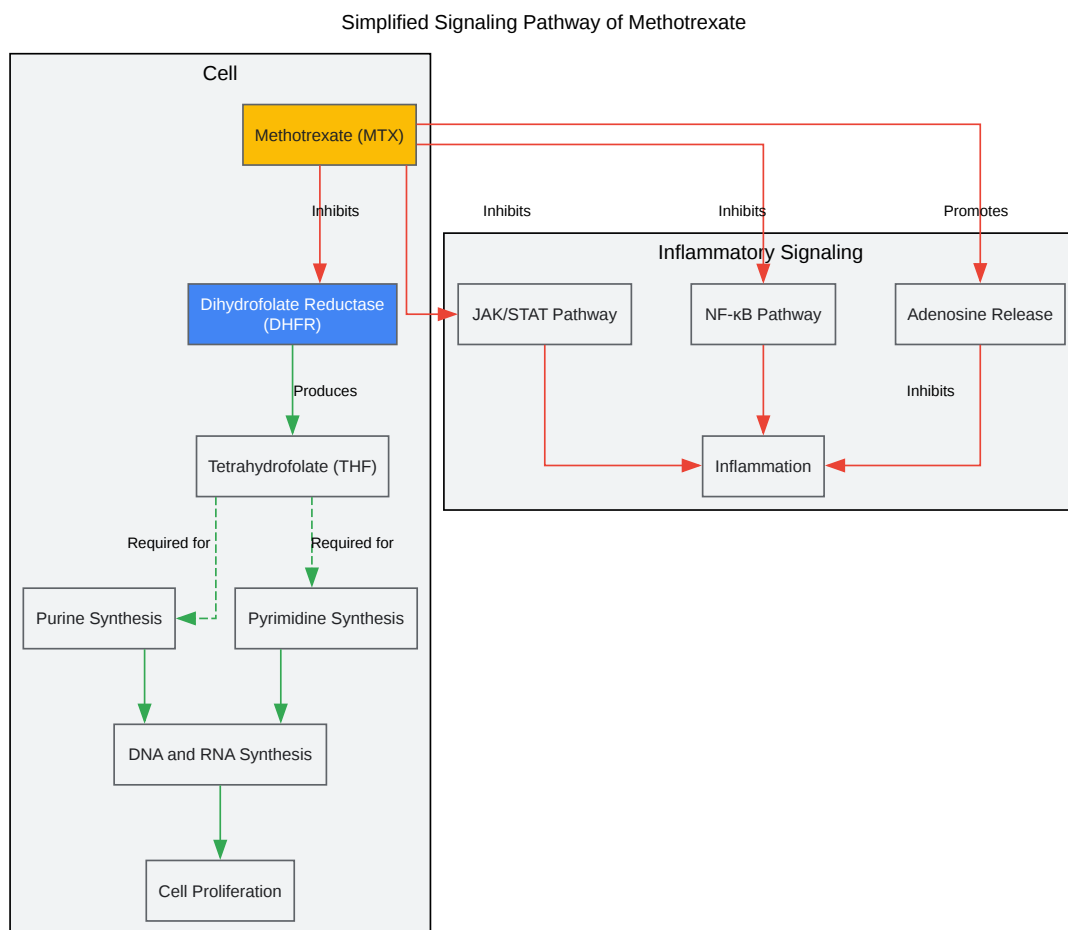 Simplified Signaling Pathway of Methotrexate
Cell
Methotrexate (MTX)
Inhibits
Inhibits
Inhibits
Promotes
Inflammatory Signaling
Dihydrofolate Reductase
(DHFR)
JAK/STAT Pathway
NF-κB Pathway
Adenosine Release
Produces
Inhibits
Tetrahydrofolate (THF)
Inflammation
Required for
Required for
Purine Synthesis
Pyrimidine Synthesis
DNA and RNA Synthesis
Cell Proliferation